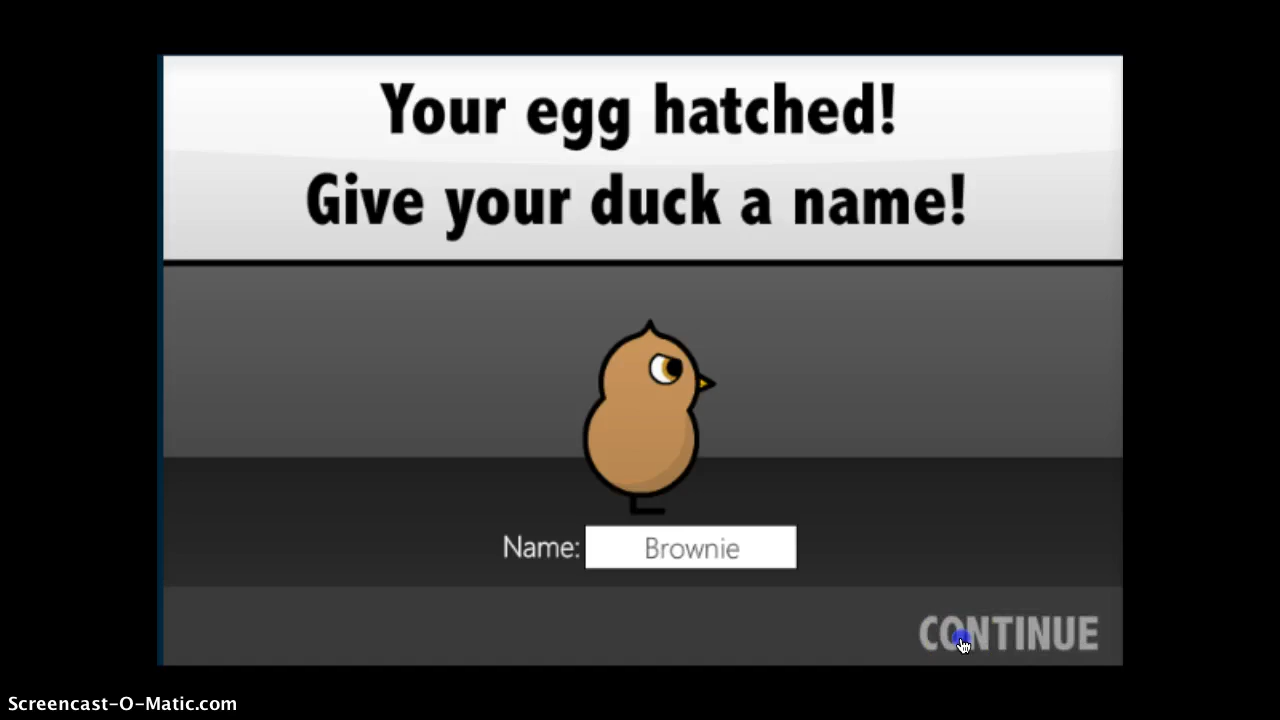 Your egg hatched!
Give your duck a name!
Name: Brownie
CONTINUE
Screencast-O-Matic.com